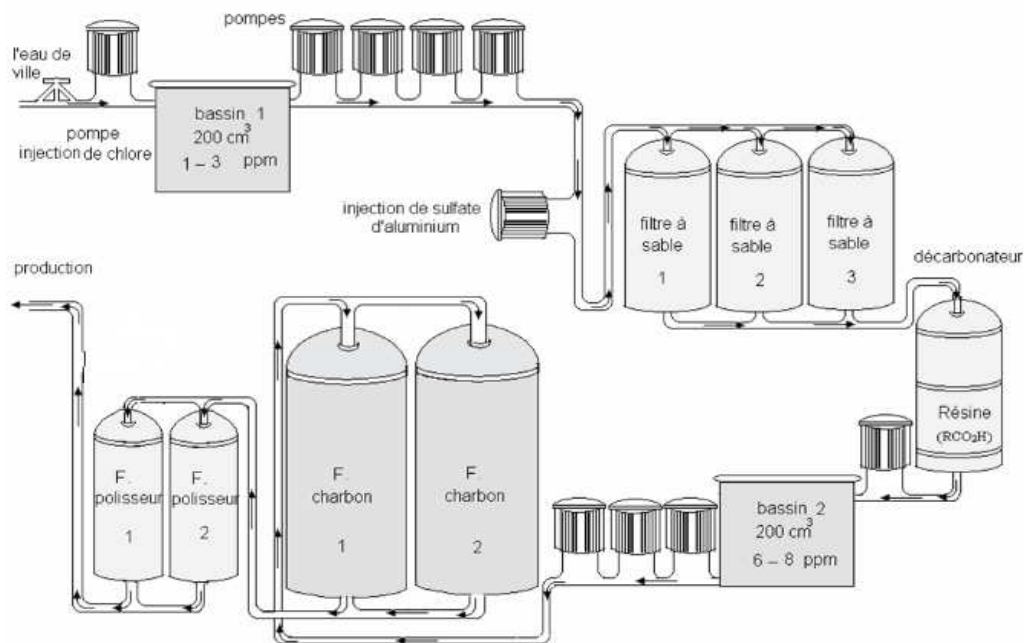 pompes
l'eau de
ville
pompe
injection de chlore
bassin 1
200 cm³
1 – 3 ppm
injection de sulfate
d'aluminium
filtre à
sable
1
filtre à
sable
2
filtre à
sable
3
décarbonateur
Résine
(RCO₂H)
bassin 2
200 cm³
6 – 8 ppm
F.
charbon
1
F.
charbon
2
F.
polisseur
1
F.
polisseur
2
production